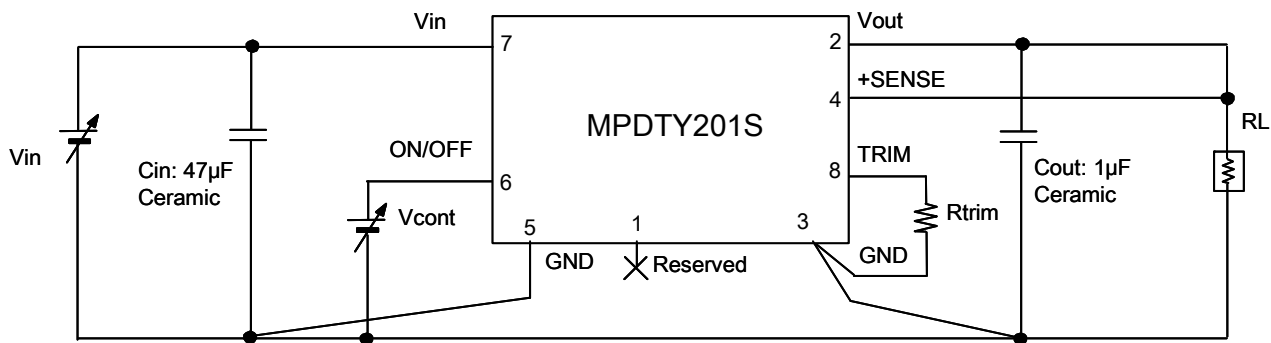 Vin
Vout
7
2
+SENSE
4
MPDTY201S
RL
Vin
Cin: 47µF
Ceramic
ON/OFF
6
TRIM
8
Cout: 1µF
Ceramic
Vcont
Rtrim
5
1
3
GND
Reserved
GND